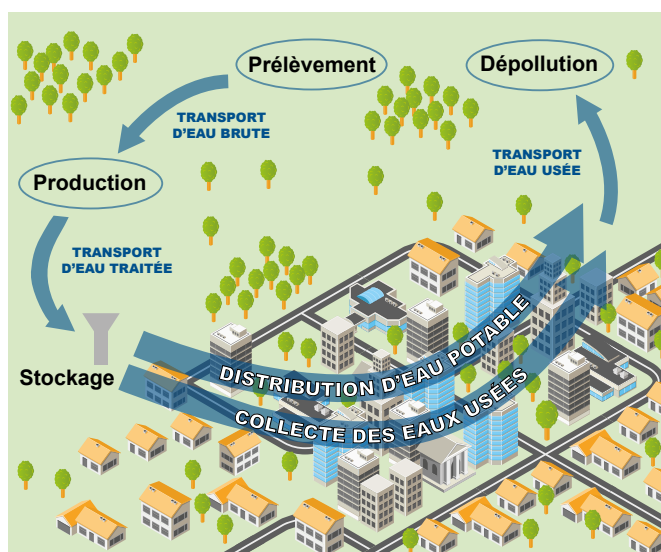 Prélèvement
Dépollution
TRANSPORT
D'EAU BRUTE
TRANSPORT
D'EAU USÉE
Production
TRANSPORT
D'EAU TRAITÉE
Stockage
DISTRIBUTION D'EAU POTABLE
COLLECTE DES EAUX USÉES